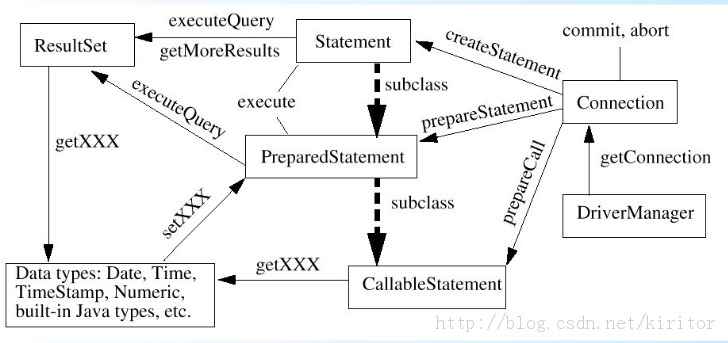 executeQuery
ResultSet
getMoreResults
Statement
commit, abort
createStatement
subclass
execute
executeQuery
prepareStatement
Connection
getXXX
PreparedStatement
getConnection
setXXX
subclass
prepareCall
DriverManager
Data types: Date, Time,
TimeStamp, Numeric,
built-in Java types, etc.
getXXX
CallableStatement
http://blog.csdn.net/kiritor